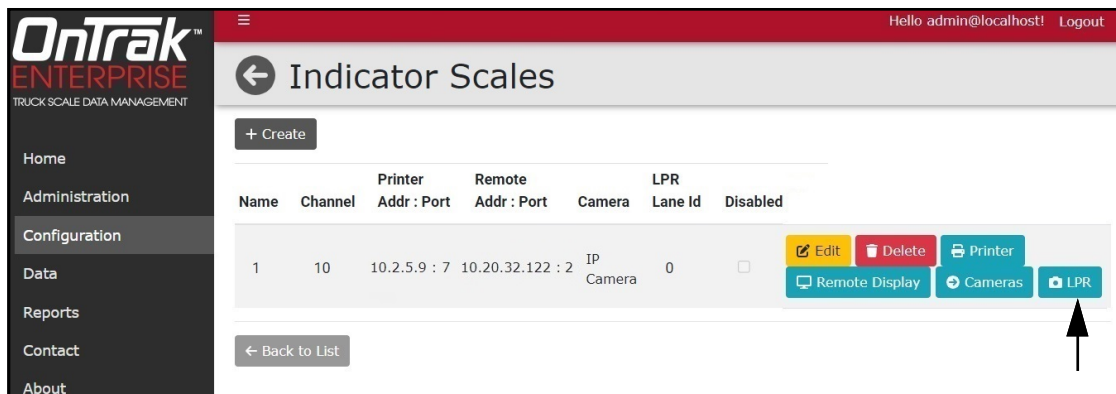 OnTrak™
ENTERPRISE
TRUCK SCALE DATA MANAGEMENT
Home
Administration
Configuration
Data
Reports
Contact
About
Hello admin@localhost! Logout
Indicator Scales
+ Create
Name Channel Printer Addr : Port Remote Addr : Port Camera LPR Lane Id Disabled
1 10 10.2.5.9 : 7 10.20.32.122 : 2 IP Camera 0
Edit Delete Printer
Remote Display Cameras LPR
← Back to List